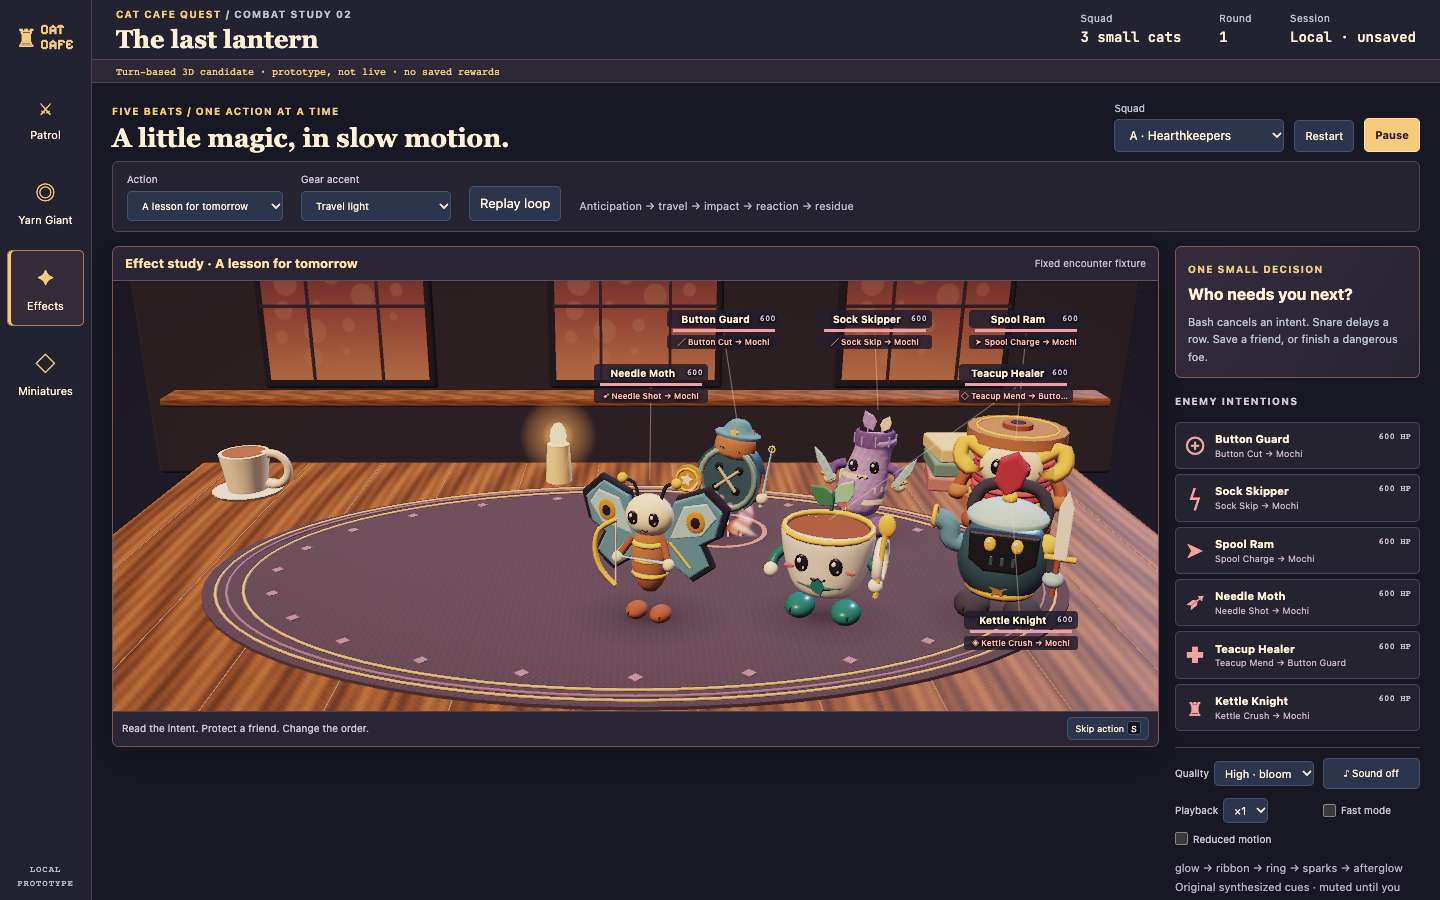 CAT CAFE
CAT CAFE QUEST / COMBAT STUDY 02
The last lantern
Squad
3 small cats
Round
1
Session
Local · unsaved
Turn-based 3D candidate · prototype, not live · no saved rewards
Patrol
Yarn Giant
Effects
Miniatures
LOCAL
PROTOTYPE
FIVE BEATS / ONE ACTION AT A TIME
A little magic, in slow motion.
Squad
A · Hearthkeepers
Restart
Pause
Action
A lesson for tomorrow
Gear accent
Travel light
Replay loop
Anticipation → travel → impact → reaction → residue
Effect study · A lesson for tomorrow
Fixed encounter fixture
Button Guard 600
Button Cut → Mochi
Sock Skipper 600
Sock Skip → Mochi
Spool Ram 600
Spool Charge → Mochi
Needle Moth 600
Needle Shot → Mochi
Teacup Healer 600
Teacup Mend → Butto...
Kettle Knight 600
Kettle Crush → Mochi
Read the intent. Protect a friend. Change the order.
Skip action S
ONE SMALL DECISION
Who needs you next?
Bash cancels an intent. Snare delays a
row. Save a friend, or finish a dangerous
foe.
ENEMY INTENTIONS
Button Guard 600 HP
Button Cut → Mochi
Sock Skipper 600 HP
Sock Skip → Mochi
Spool Ram 600 HP
Spool Charge → Mochi
Needle Moth 600 HP
Needle Shot → Mochi
Teacup Healer 600 HP
Teacup Mend → Button Guard
Kettle Knight 600 HP
Kettle Crush → Mochi
Quality High · bloom
♪ Sound off
Playback ×1
Fast mode
Reduced motion
glow → ribbon → ring → sparks → afterglow
Original synthesized cues · muted until you